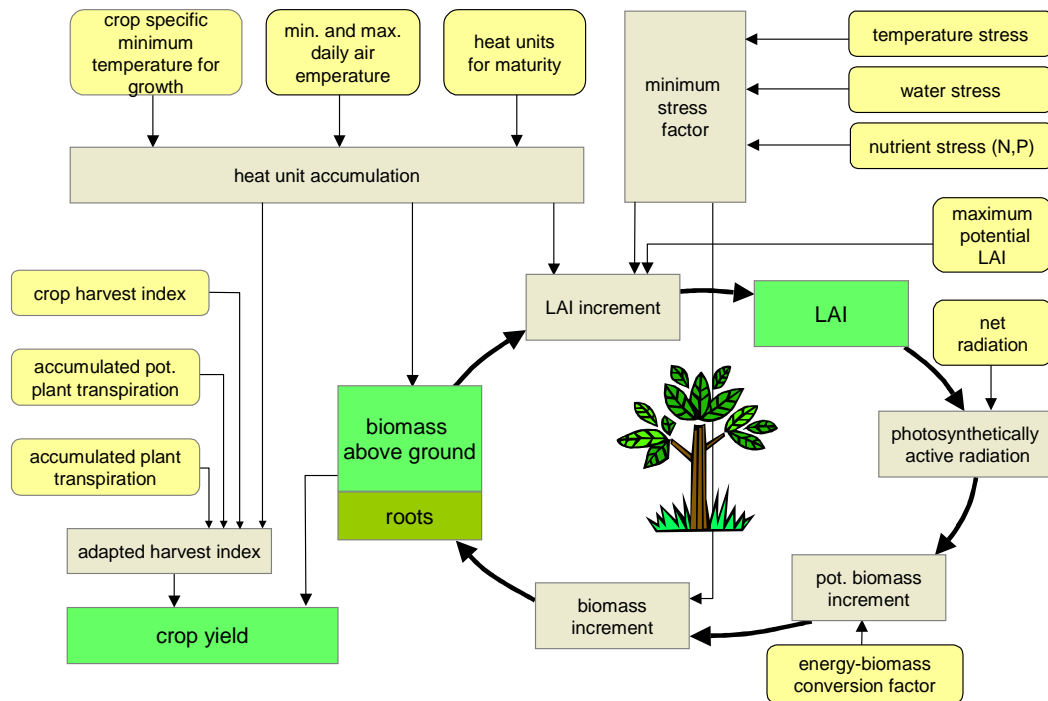 crop specific
minimum
temperature for
growth
min. and max.
daily air
emperature
heat units
for maturity
minimum
stress
factor
temperature stress
water stress
nutrient stress (N,P)
heat unit accumulation
maximum
potential
LAI
crop harvest index
LAI increment
LAI
net
radiation
accumulated pot.
plant transpiration
biomass
above ground
photosynthetically
active radiation
accumulated plant
transpiration
roots
adapted harvest index
pot. biomass
increment
biomass
increment
crop yield
energy-biomass
conversion factor